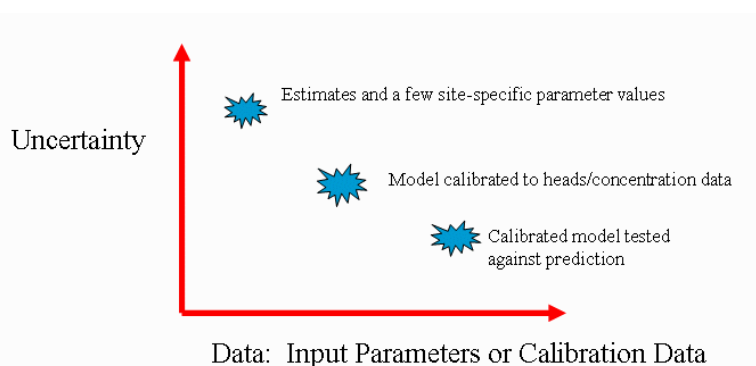 Estimates and a few site-specific parameter values
Uncertainty
Model calibrated to heads/concentration data
Calibrated model tested
against prediction
Data: Input Parameters or Calibration Data